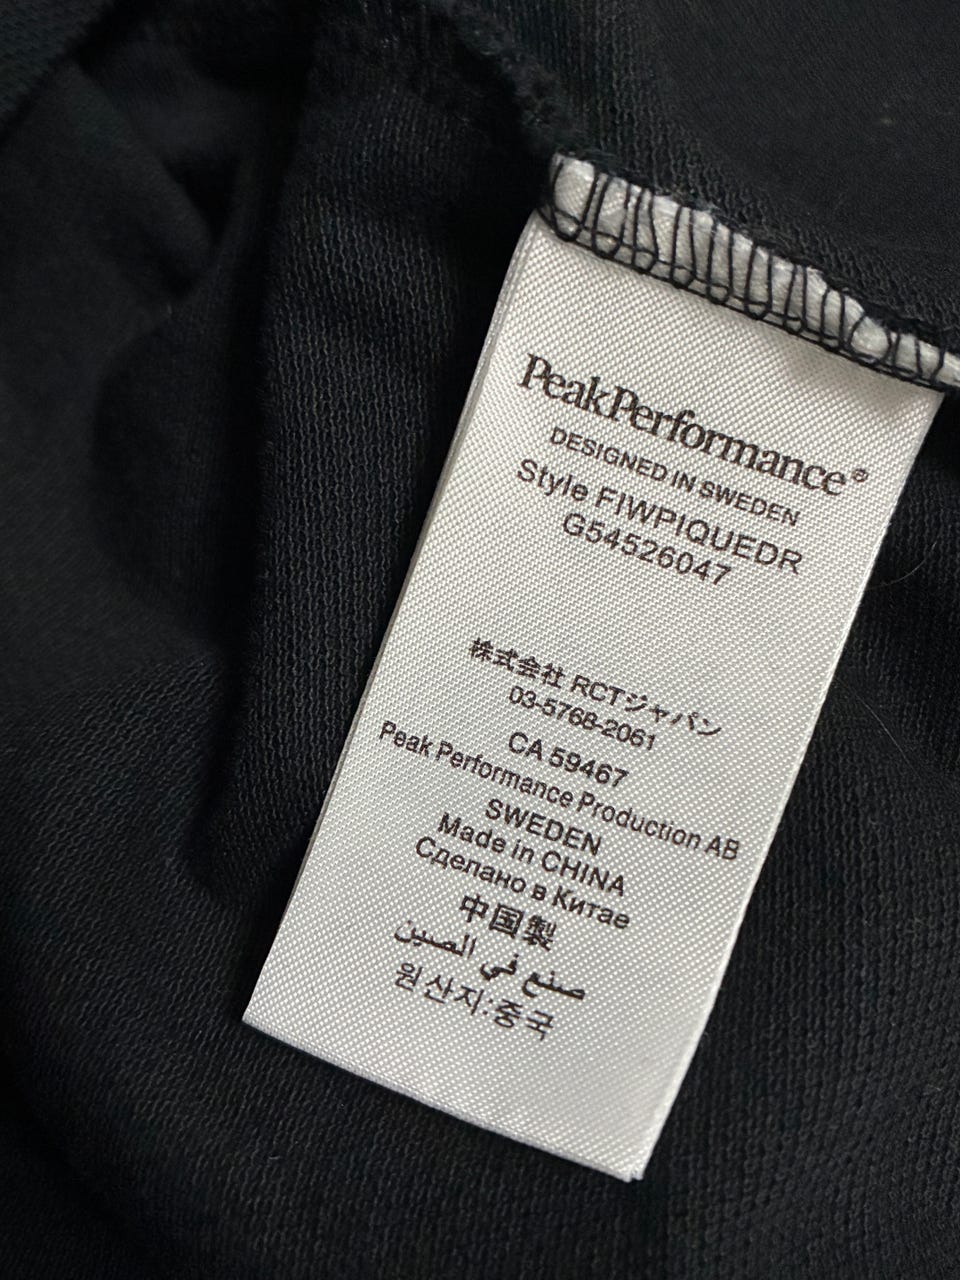 PeakPerformance®
DESIGNED IN SWEDEN
Style FIWPIQUEDR
G54526047
株式会社 RCTジャパン
03-5768-2061
CA 59467
Peak Performance Production AB
SWEDEN
Made in CHINA
Сделано в Китае
中国製
صنع في الصين
원산지:중국